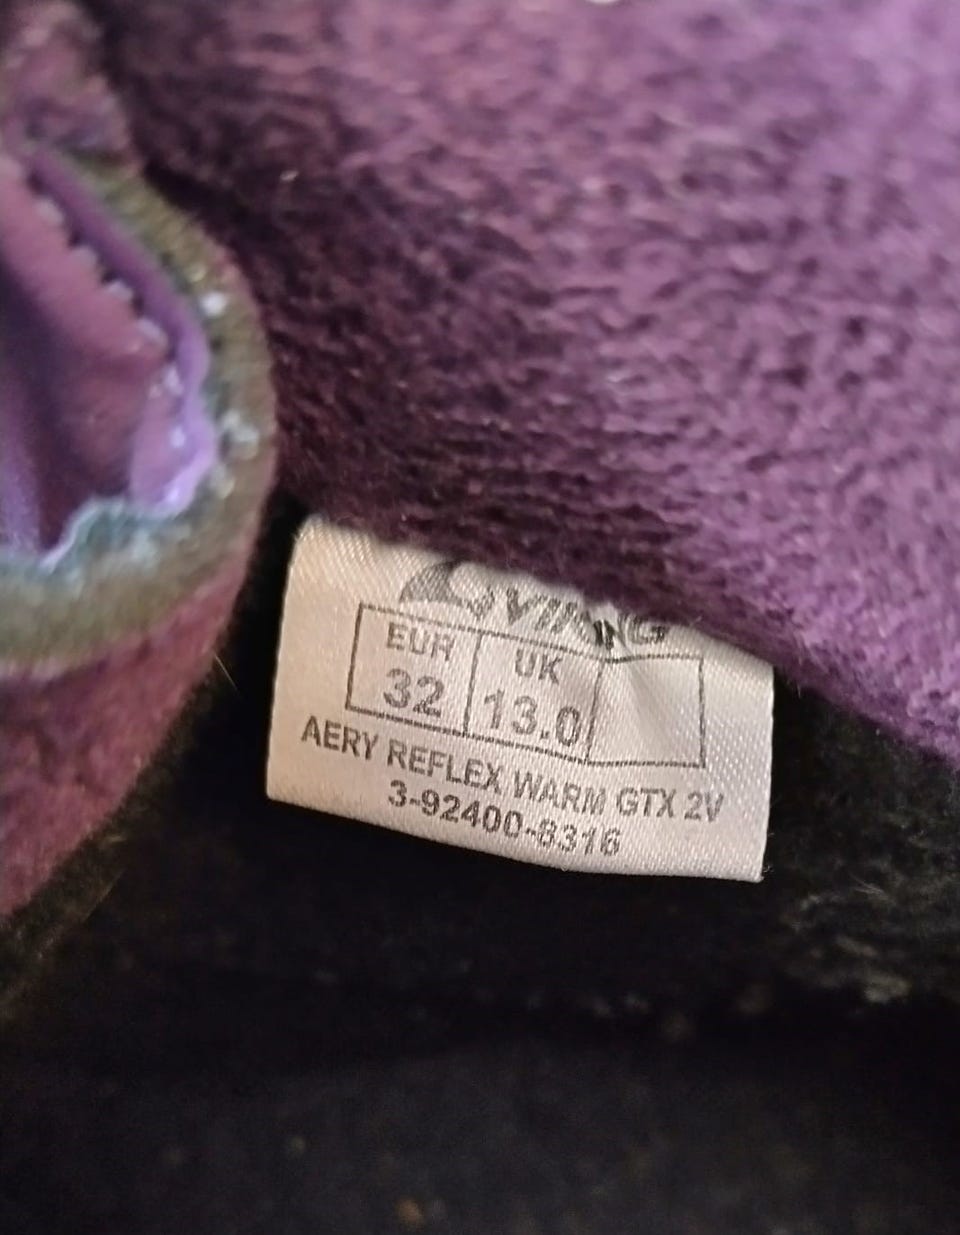 VIKING
EUR UK
32 13.0
AERY REFLEX WARM GTX 2V
3-92400-8316